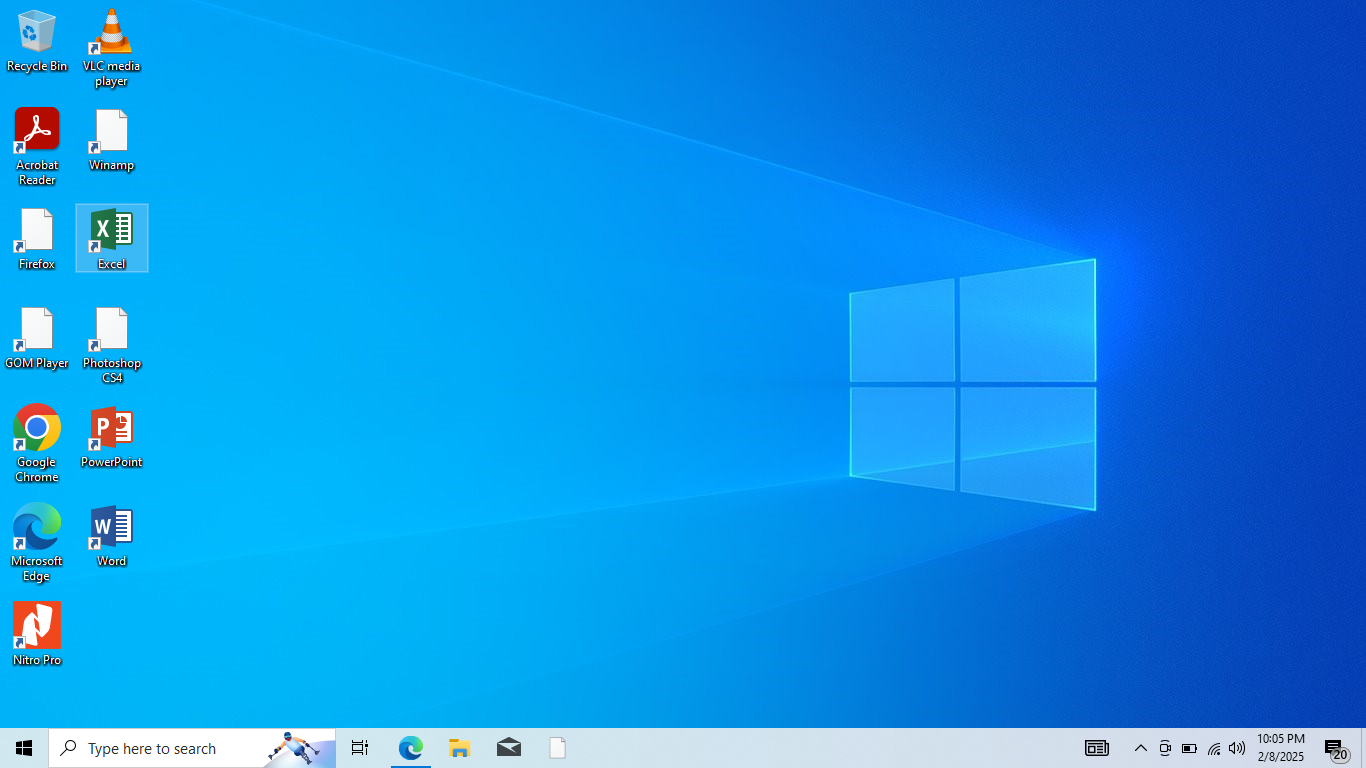 Recycle Bin
VLC media
player
Acrobat
Reader
Winamp
Firefox
Excel
GOM Player
Photoshop
CS4
Google
Chrome
PowerPoint
Microsoft
Edge
Word
Nitro Pro
Type here to search
10:05 PM
2/8/2025
20